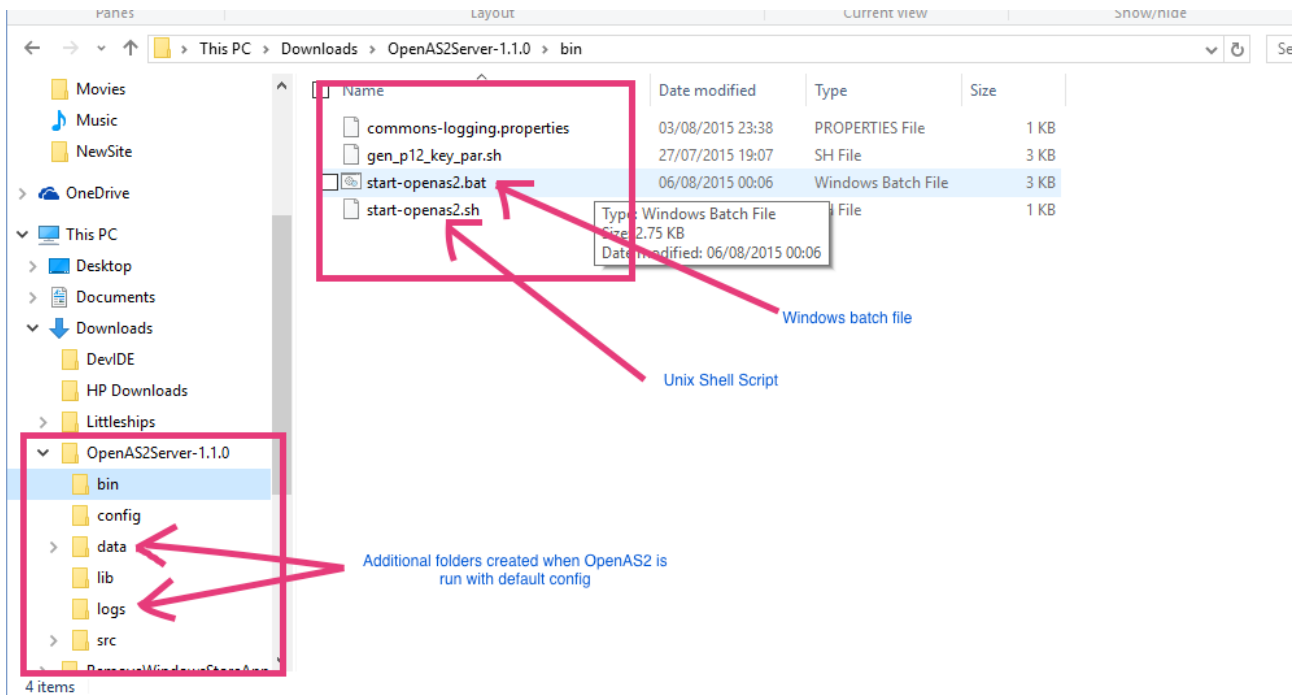 Panes Layout Current view Show/hide
This PC > Downloads > OpenAS2Server-1.1.0 > bin Se
Movies
Music
NewSite
OneDrive
This PC
Desktop
Documents
Downloads
DevIDE
HP Downloads
Littleships
OpenAS2Server-1.1.0
bin
config
data
lib
logs
src
Name Date modified Type Size
commons-logging.properties 03/08/2015 23:38 PROPERTIES File 1 KB
gen_p12_key_par.sh 27/07/2015 19:07 SH File 3 KB
start-openas2.bat 06/08/2015 00:06 Windows Batch File 3 KB
start-openas2.sh File 1 KB
Type: Windows Batch File
Size: 2.75 KB
Date modified: 06/08/2015 00:06
Windows batch file
Unix Shell Script
Additional folders created when OpenAS2 is
run with default config
4 items